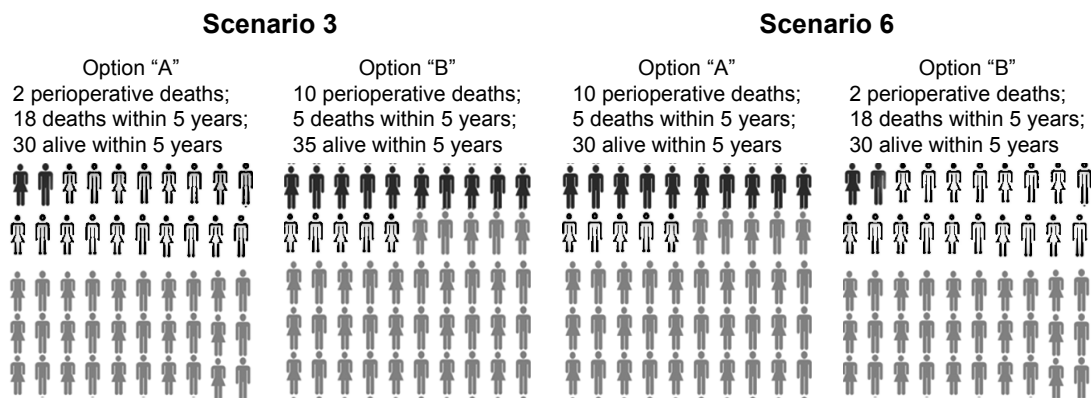 Scenario 3
Option “A”
2 perioperative deaths;
18 deaths within 5 years;
30 alive within 5 years
Option “B”
10 perioperative deaths;
5 deaths within 5 years;
35 alive within 5 years
Scenario 6
Option “A”
10 perioperative deaths;
5 deaths within 5 years;
30 alive within 5 years
Option “B”
2 perioperative deaths;
18 deaths within 5 years;
30 alive within 5 years